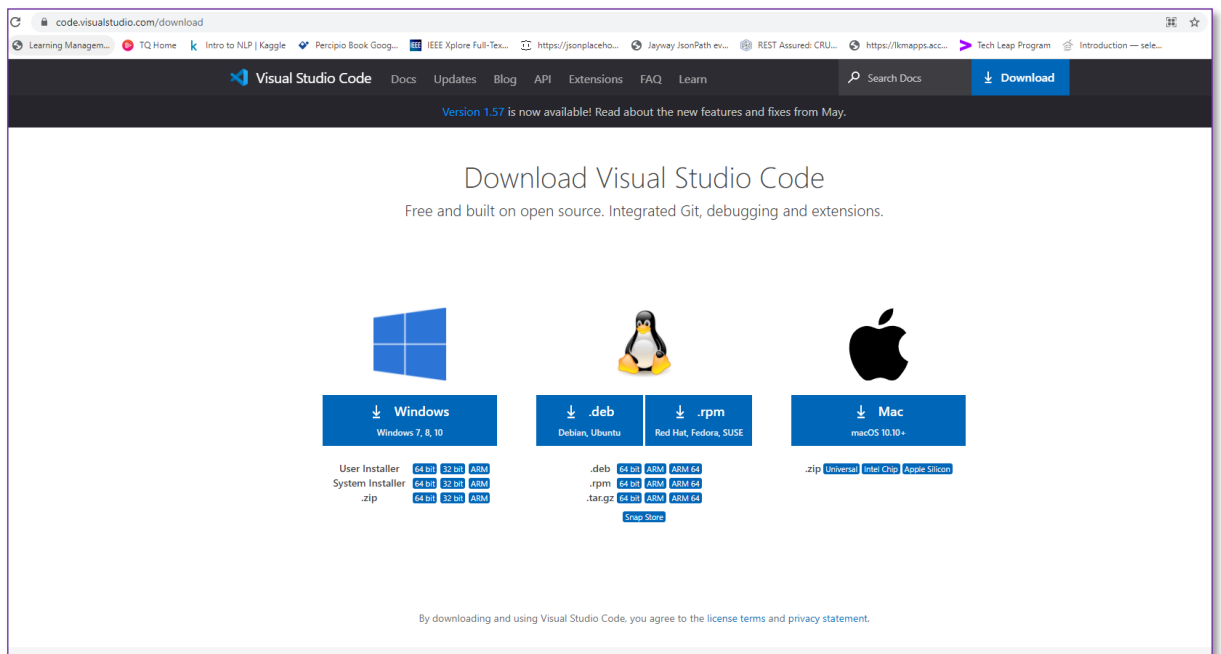 code.visualstudio.com/download
Learning Managem... TQ Home Intro to NLP | Kaggle Percipio Book Goog... IEEE IEEE Xplore Full-Tex... https://jsonplaceho... Jayway JsonPath ev... REST Assured: CRU... https://lkmapps.acc... Tech Leap Program Introduction — sele...
Visual Studio Code Docs Updates Blog API Extensions FAQ Learn Search Docs Download
Version 1.57 is now available! Read about the new features and fixes from May.
Download Visual Studio Code
Free and built on open source. Integrated Git, debugging and extensions.
Windows
Windows 7, 8, 10
User Installer 64 bit 32 bit ARM
System Installer 64 bit 32 bit ARM
.zip 64 bit 32 bit ARM
.deb
Debian, Ubuntu
.rpm
Red Hat, Fedora, SUSE
.deb 64 bit ARM ARM 64
.rpm 64 bit ARM ARM 64
.tar.gz 64 bit ARM ARM 64
Snap Store
Mac
macOS 10.10+
.zip Universal Intel Chip Apple Silicon
By downloading and using Visual Studio Code, you agree to the license terms and privacy statement.